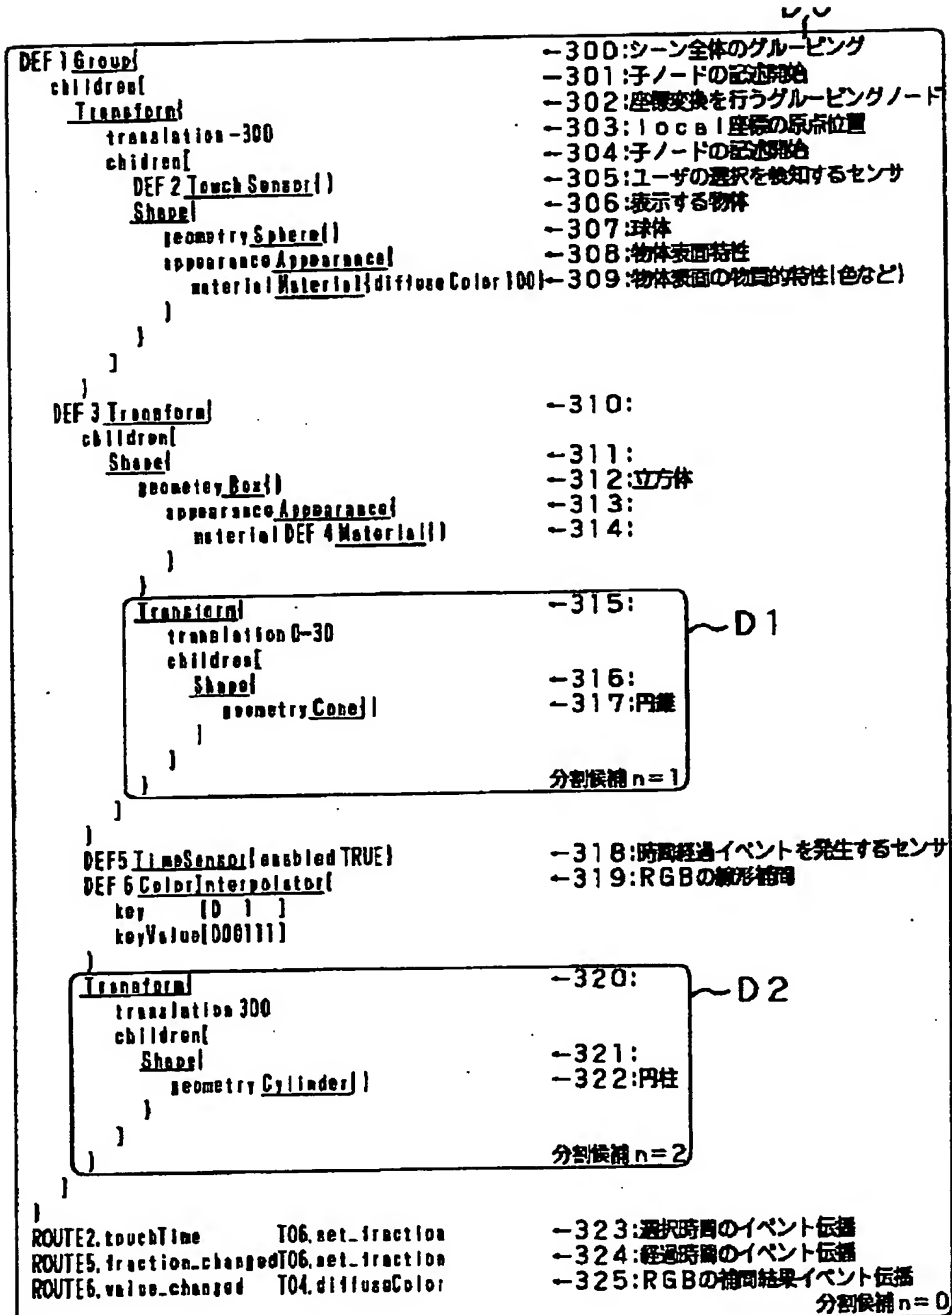 D0
DEF 1 Group{ ←300:シーン全体のグルーピング
children[ ←301:子ノードの記述開始
Transform{ ←302:座標変換を行うグルーピングノード
translation -300 ←303:local座標の原点位置
chidren[ ←304:子ノードの記述開始
DEF 2 Touch Sensor{} ←305:ユーザの選択を検知するセンサ
Shape{ ←306:表示する物体
geometry Sphere{} ←307:球体
appearance Appearance{ ←308:物体表面特性
material Material{diffuse Color 100} ←309:物体表面の物質的特性(色など)
}
}
]
}
DEF 3 Transform{ ←310:
children[
Shape{ ←311:
geometey Box{} ←312:立方体
appearance Appearance{ ←313:
material DEF 4 Material{} ←314:
}
}
Transform{ ←315:
translation 0-30
children[
Shape{ ←316:
geometry Cone{} ←317:円錐
}
]
} 分割候補 n=1
D1
]
}
DEF5 TimeSensor{enabled TRUE} ←318:時間経過イベントを発生するセンサ
DEF 6 ColorInterpolator{ ←319:RGBの線形補間
key [0 1 ]
keyValue[000111]
}
Transform{ ←320:
translation 300
children[
Shape{ ←321:
geometry Cylinder{} ←322:円柱
}
]
} 分割候補 n=2
D2
]
}
ROUTE2.touchTime TO6.set_fraction ←323:選択時間のイベント伝播
ROUTE5.fraction_changedTO6.set_fraction ←324:経過時間のイベント伝播
ROUTE6.value_changed TO4.diffuseColor ←325:RGBの補間結果イベント伝播
分割候補 n=0